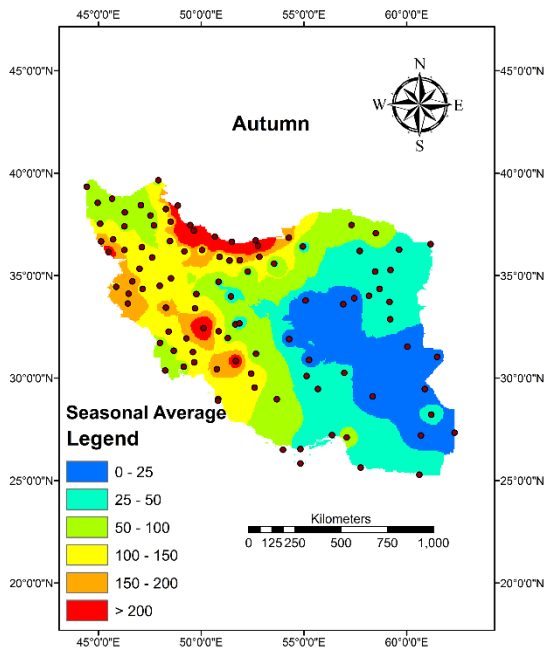 45°0'0"E 50°0'0"E 55°0'0"E 60°0'0"E
45°0'0"N 45°0'0"N
N
W E
S
Autumn
40°0'0"N 40°0'0"N
35°0'0"N 35°0'0"N
30°0'0"N 30°0'0"N
Seasonal Average
Legend
0 - 25
25 - 50
50 - 100
100 - 150
150 - 200
> 200
25°0'0"N 25°0'0"N
Kilometers
0 125 250 500 750 1,000
20°0'0"N 20°0'0"N
45°0'0"E 50°0'0"E 55°0'0"E 60°0'0"E